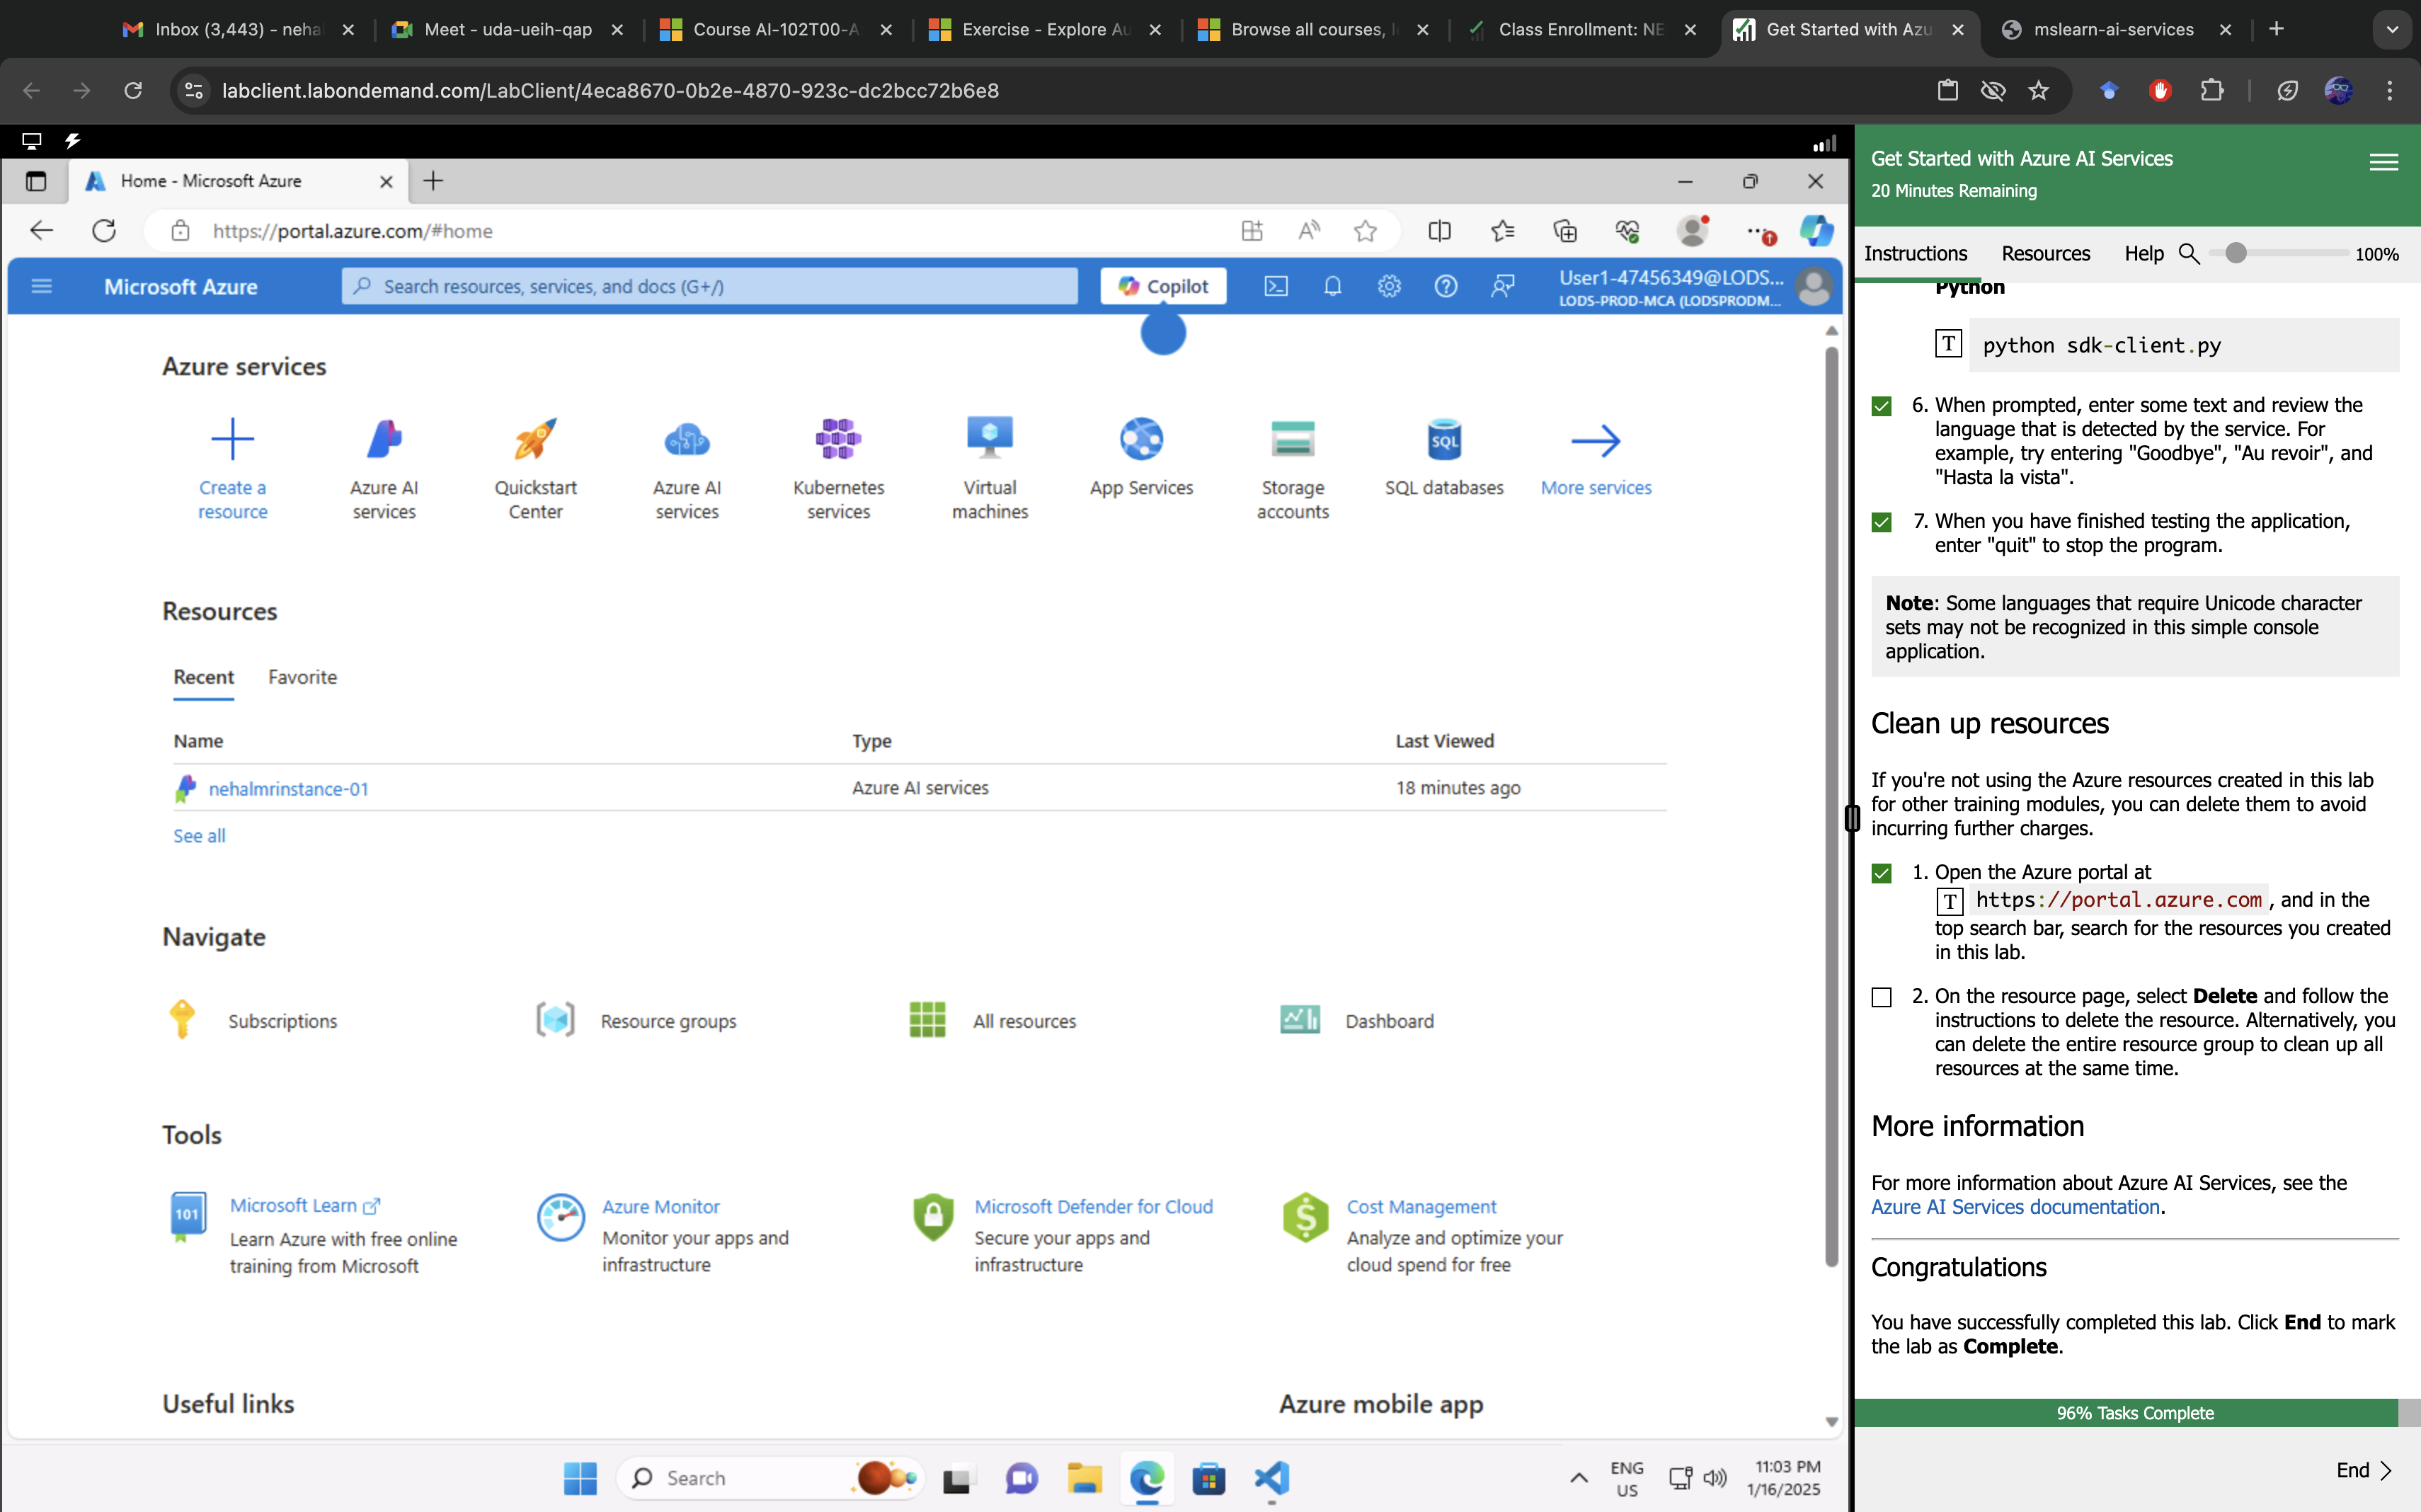 Inbox (3,443) - neha
Meet - uda-ueih-qap
Course AI-102T00-A
Exercise - Explore Au
Browse all courses, l
Class Enrollment: NE
Get Started with Azu
mslearn-ai-services
labclient.labondemand.com/LabClient/4eca8670-0b2e-4870-923c-dc2bcc72b6e8
Home - Microsoft Azure
https://portal.azure.com/#home
Microsoft Azure
Search resources, services, and docs (G+/)
Copilot
User1-47456349@LODS...
LODS-PROD-MCA (LODSPRODM...
Azure services
Create a
resource
Azure AI
services
Quickstart
Center
Azure AI
services
Kubernetes
services
Virtual
machines
App Services
Storage
accounts
SQL
SQL databases
More services
Resources
Recent
Favorite
Name
Type
Last Viewed
nehalmrinstance-01
Azure AI services
18 minutes ago
See all
Navigate
Subscriptions
Resource groups
All resources
Dashboard
Tools
101
Microsoft Learn
Learn Azure with free online
training from Microsoft
Azure Monitor
Monitor your apps and
infrastructure
Microsoft Defender for Cloud
Secure your apps and
infrastructure
Cost Management
Analyze and optimize your
cloud spend for free
Useful links
Azure mobile app
Search
ENG
US
11:03 PM
1/16/2025
Get Started with Azure AI Services
20 Minutes Remaining
Instructions
Resources
Help
100%
Python
T
python sdk-client.py
6. When prompted, enter some text and review the
language that is detected by the service. For
example, try entering "Goodbye", "Au revoir", and
"Hasta la vista".
7. When you have finished testing the application,
enter "quit" to stop the program.
Note: Some languages that require Unicode character
sets may not be recognized in this simple console
application.
Clean up resources
If you're not using the Azure resources created in this lab
for other training modules, you can delete them to avoid
incurring further charges.
1. Open the Azure portal at
T https://portal.azure.com , and in the
top search bar, search for the resources you created
in this lab.
2. On the resource page, select Delete and follow the
instructions to delete the resource. Alternatively, you
can delete the entire resource group to clean up all
resources at the same time.
More information
For more information about Azure AI Services, see the
Azure AI Services documentation.
Congratulations
You have successfully completed this lab. Click End to mark
the lab as Complete.
96% Tasks Complete
End